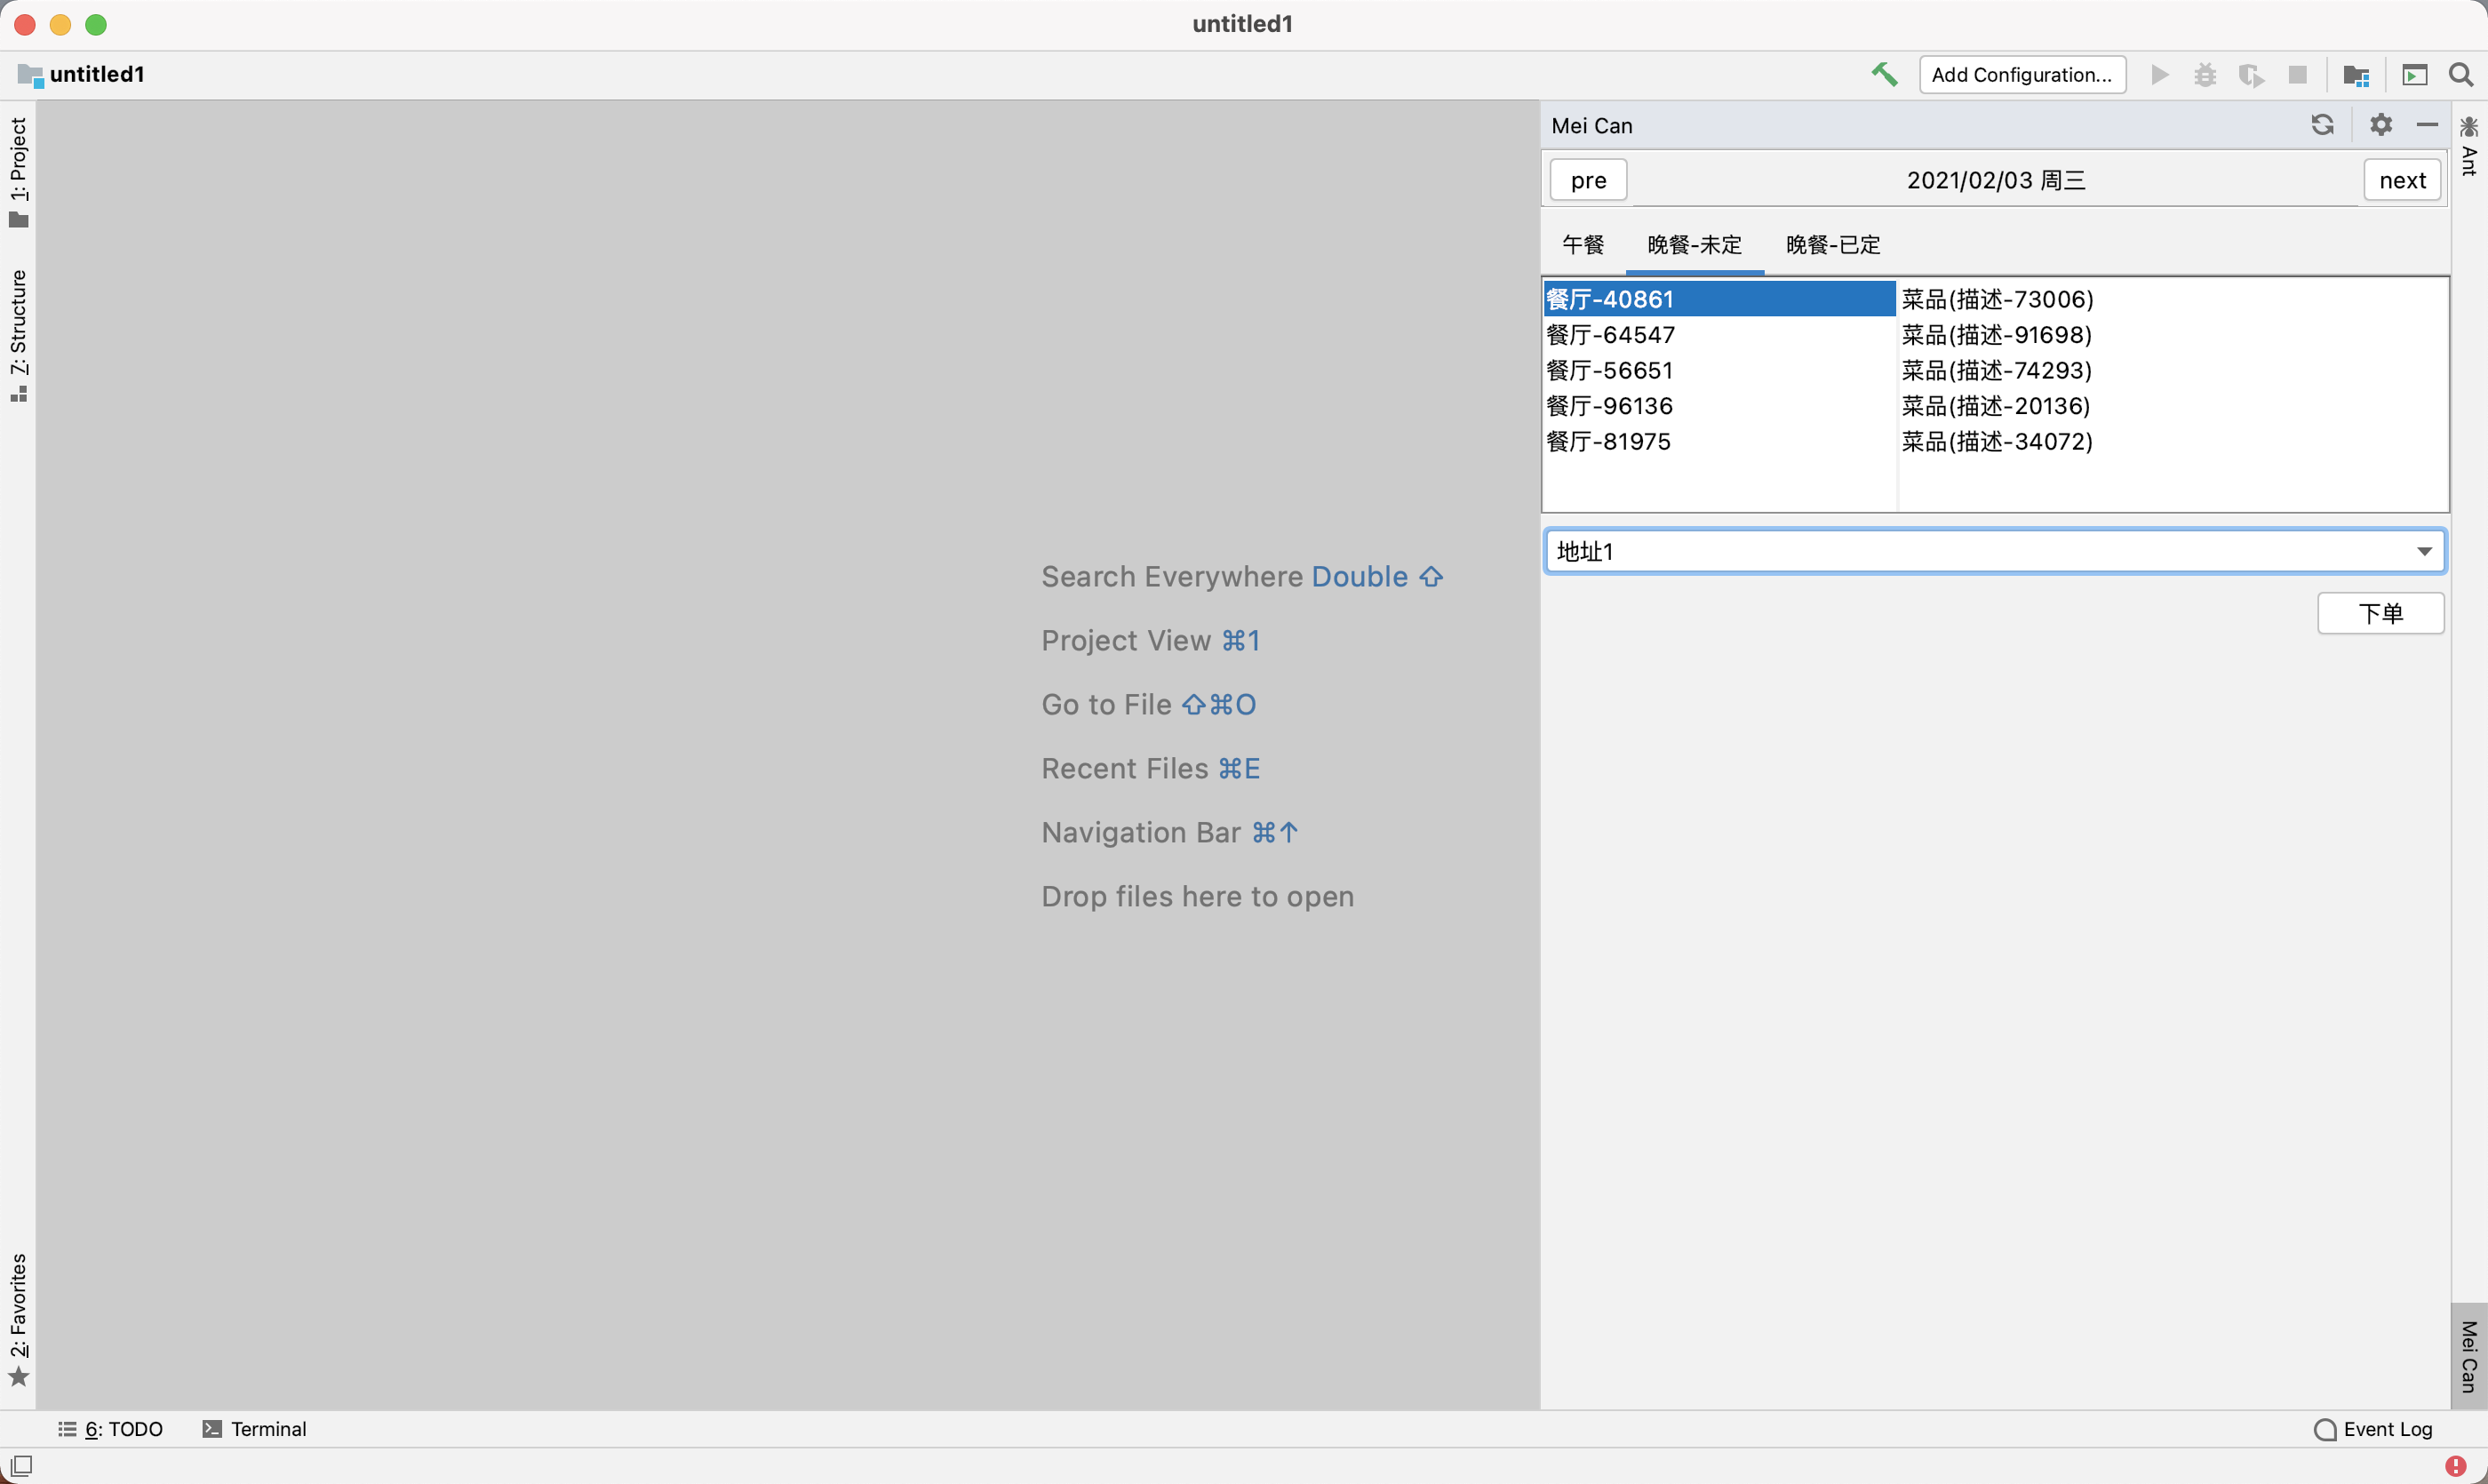 untitled1
untitled1
Add Configuration...
1: Project
7: Structure
2: Favorites
Search Everywhere Double ⇧
Project View ⌘1
Go to File ⇧⌘O
Recent Files ⌘E
Navigation Bar ⌘↑
Drop files here to open
Mei Can
pre 2021/02/03 周三 next
午餐 晚餐-未定 晚餐-已定
餐厅-40861 菜品(描述-73006)
餐厅-64547 菜品(描述-91698)
餐厅-56651 菜品(描述-74293)
餐厅-96136 菜品(描述-20136)
餐厅-81975 菜品(描述-34072)
地址1
下单
Ant
Mei Can
6: TODO Terminal Event Log